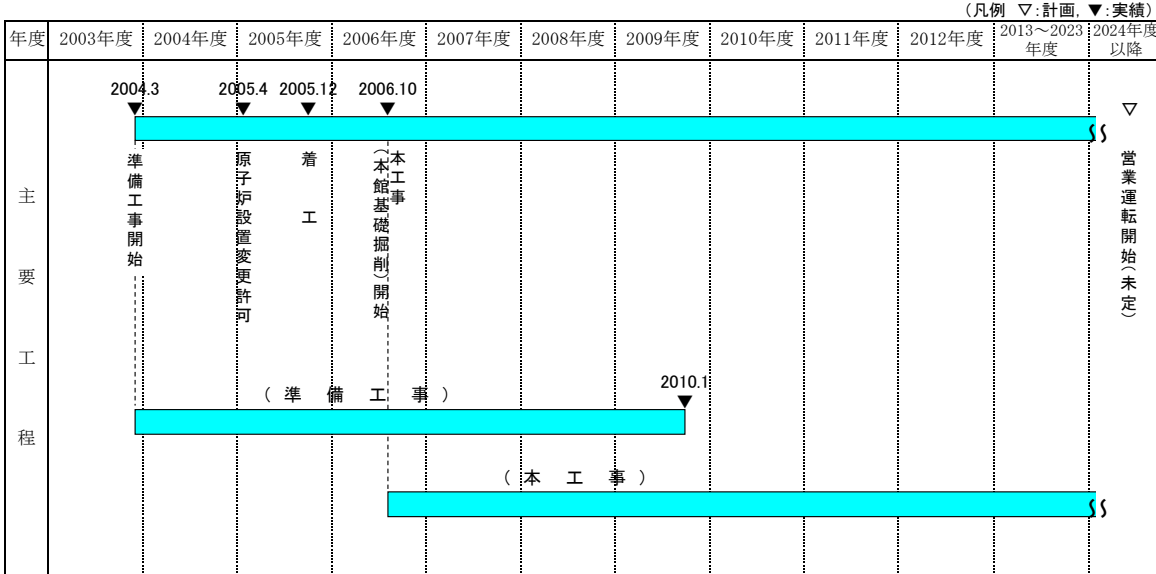 (凡例 ▽:計画, ▼:実績)
年度 2003年度 2004年度 2005年度 2006年度 2007年度 2008年度 2009年度 2010年度 2011年度 2012年度 2013～2023年度 2024年度以降
2004.3 2005.4 2005.12 2006.10
▼ ▼ ▼ ▼ ▽
主要工程
準備工事開始
原子炉設置変更許可
着工
本工事
(本館基礎掘削)開始
営業運転開始(未定)
(準備工事)
2010.1
▼
(本工事)